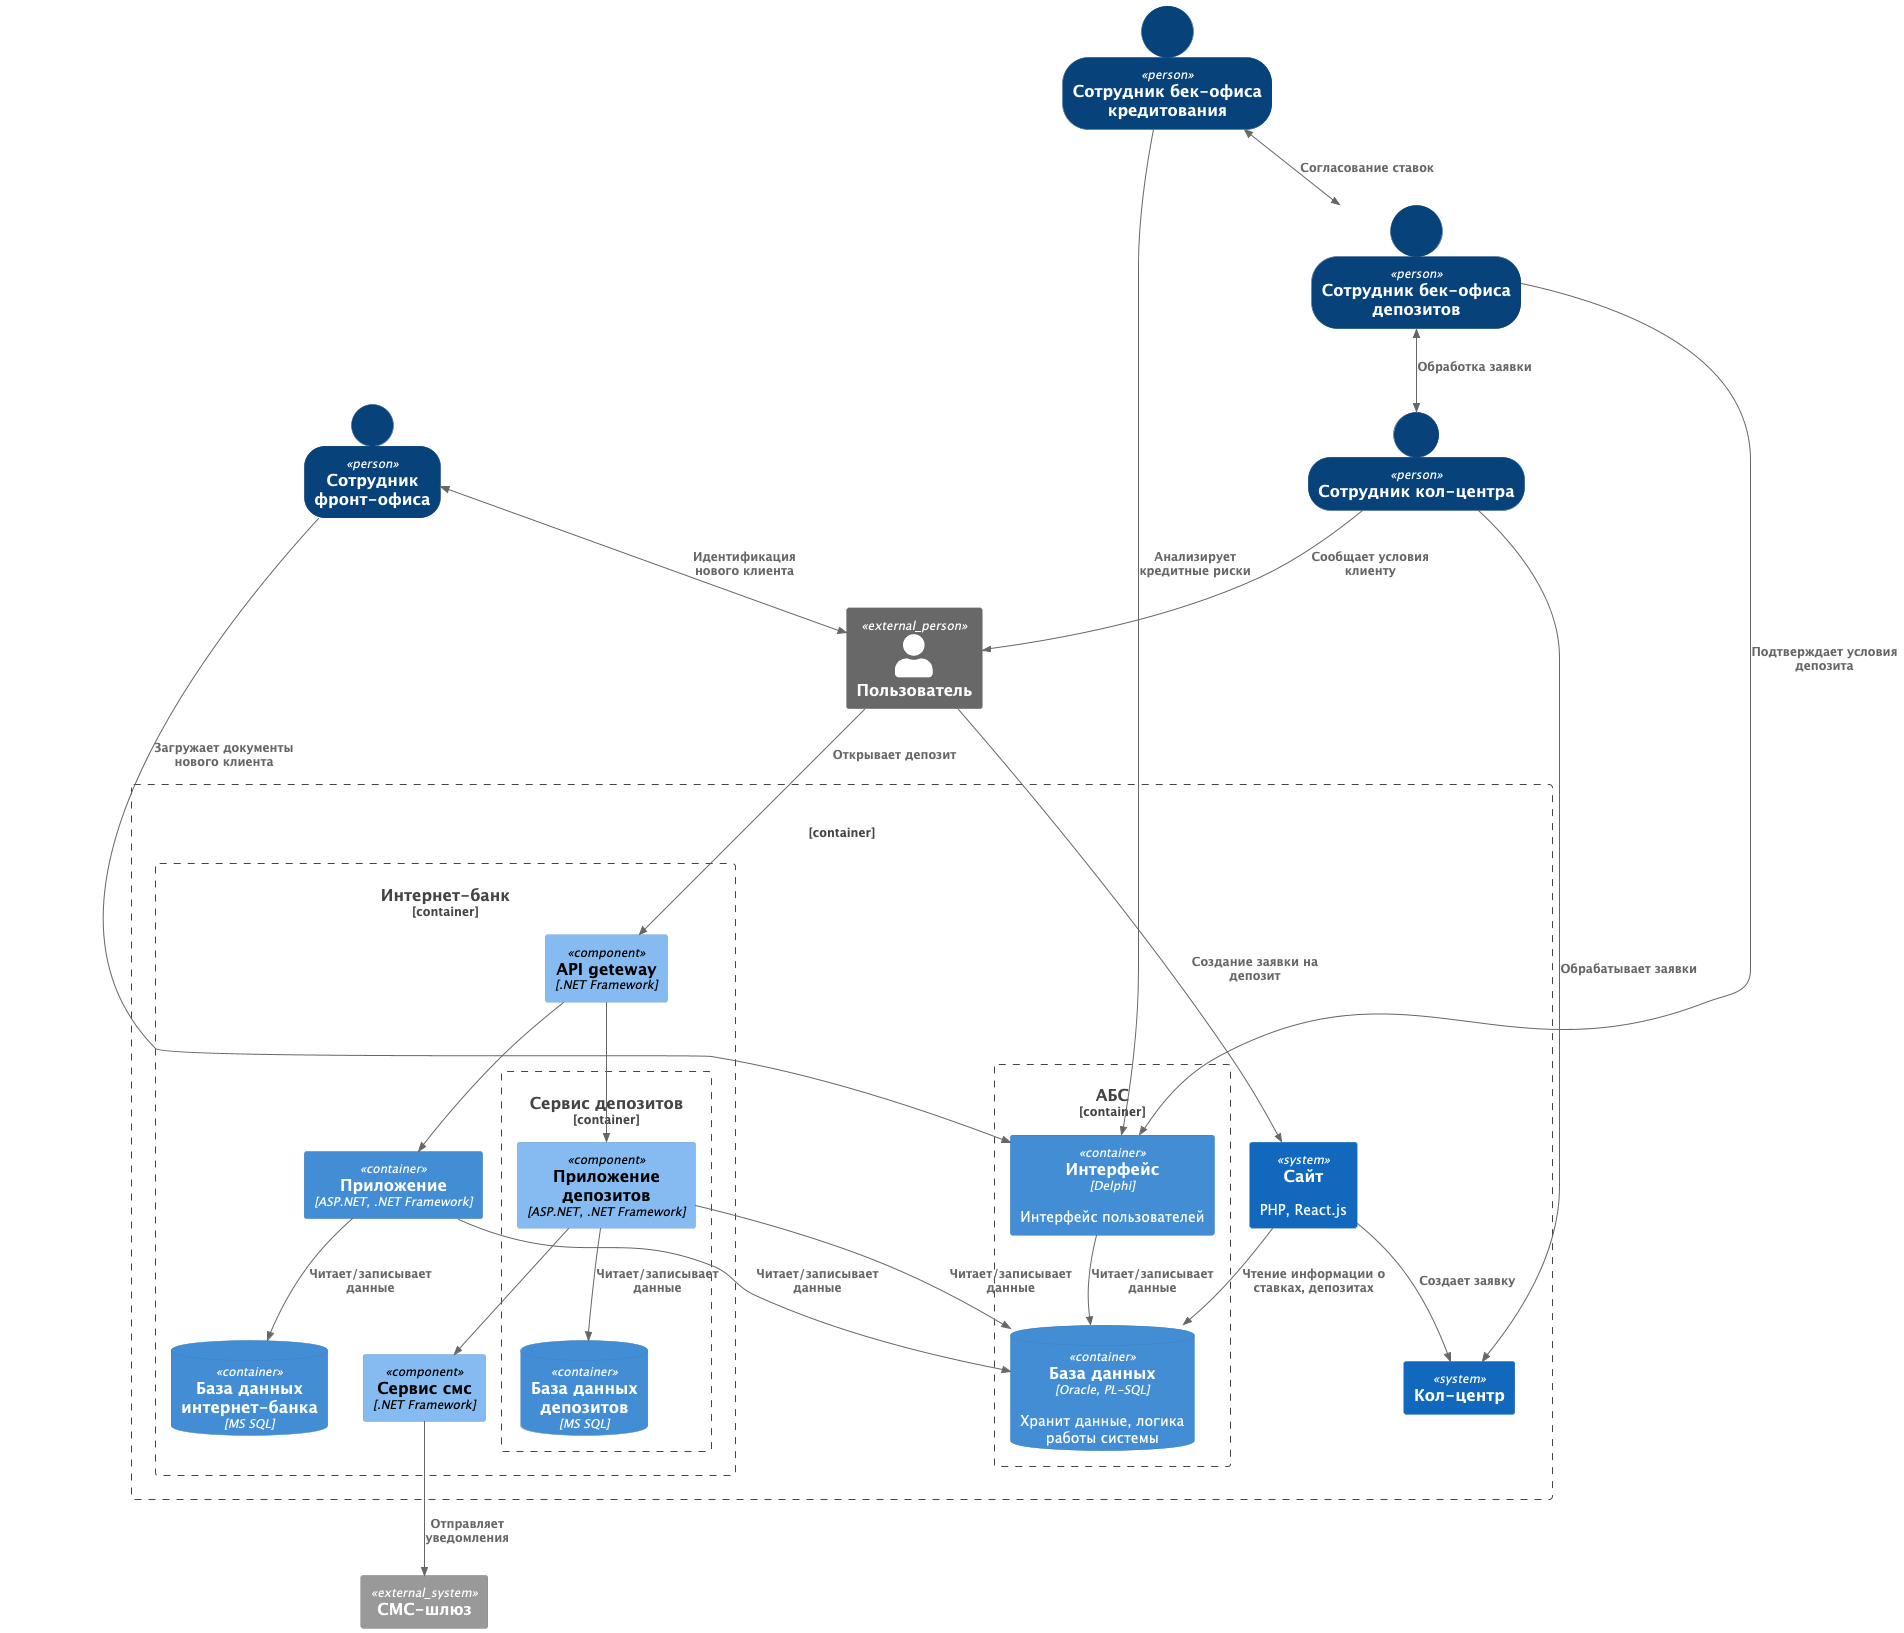 «person»
Сотрудник бек-офиса
кредитования
Согласование ставок
«person»
Сотрудник бек-офиса
депозитов
Обработка заявки
«person»
Сотрудник
фронт-офиса
«person»
Сотрудник кол-центра
Идентификация
нового клиента
Анализирует
кредитные риски
Сообщает условия
клиенту
«external_person»
Пользователь
Подтверждает условия
депозита
Загружает документы
нового клиента
Открывает депозит
[container]
Интернет-банк
[container]
«component»
API geteway
[.NET Framework]
Создание заявки на
депозит
Обрабатывает заявки
Сервис депозитов
[container]
АБС
[container]
«container»
Приложение
[ASP.NET, .NET Framework]
«component»
Приложение
депозитов
[ASP.NET, .NET Framework]
«container»
Интерфейс
[Delphi]
Интерфейс пользователей
«system»
Сайт
PHP, React.js
Читает/записывает
данные
Читает/записывает
данные
Читает/записывает
данные
Читает/записывает
данные
Читает/записывает
данные
Чтение информации о
ставках, депозитах
Создает заявку
«container»
База данных
интернет-банка
[MS SQL]
«component»
Сервис смс
[.NET Framework]
«container»
База данных
депозитов
[MS SQL]
«container»
База данных
[Oracle, PL-SQL]
Хранит данные, логика
работы системы
«system»
Кол-центр
Отправляет
уведомления
«external_system»
СМС-шлюз